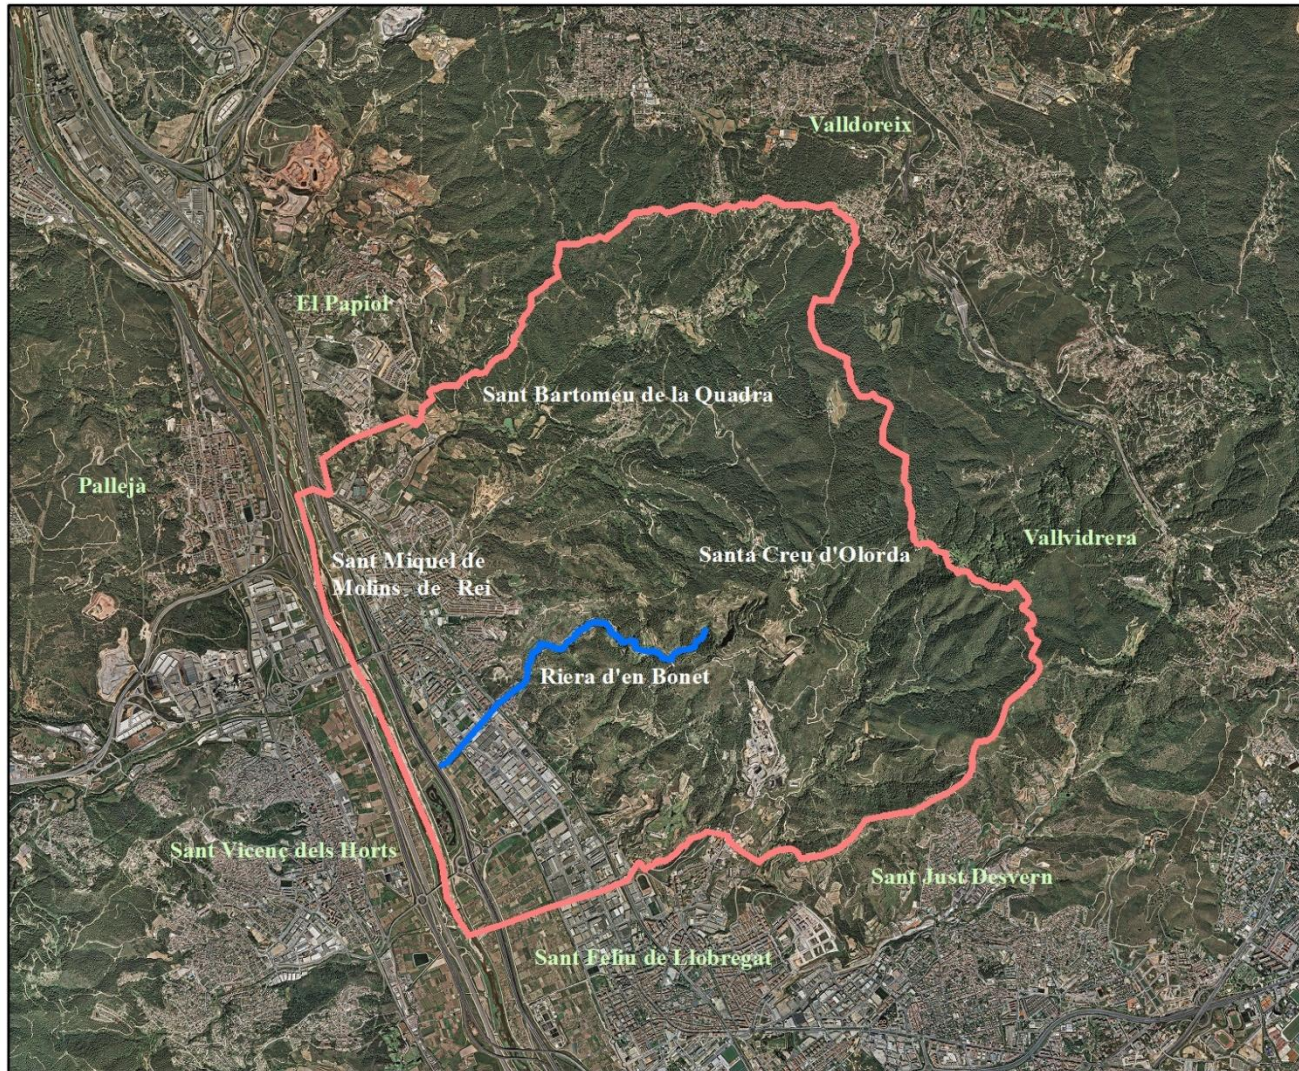 Valldoreix
El Papiol
Sant Bartomeu de la Quadra
Pallejà
Vallvidrera
Santa Creu d'Olorda
Sant Miquel de
Molins de Rei
Riera d'en Bonet
Sant Vicenç dels Horts
Sant Just Desvern
Sant Feliu de Llobregat